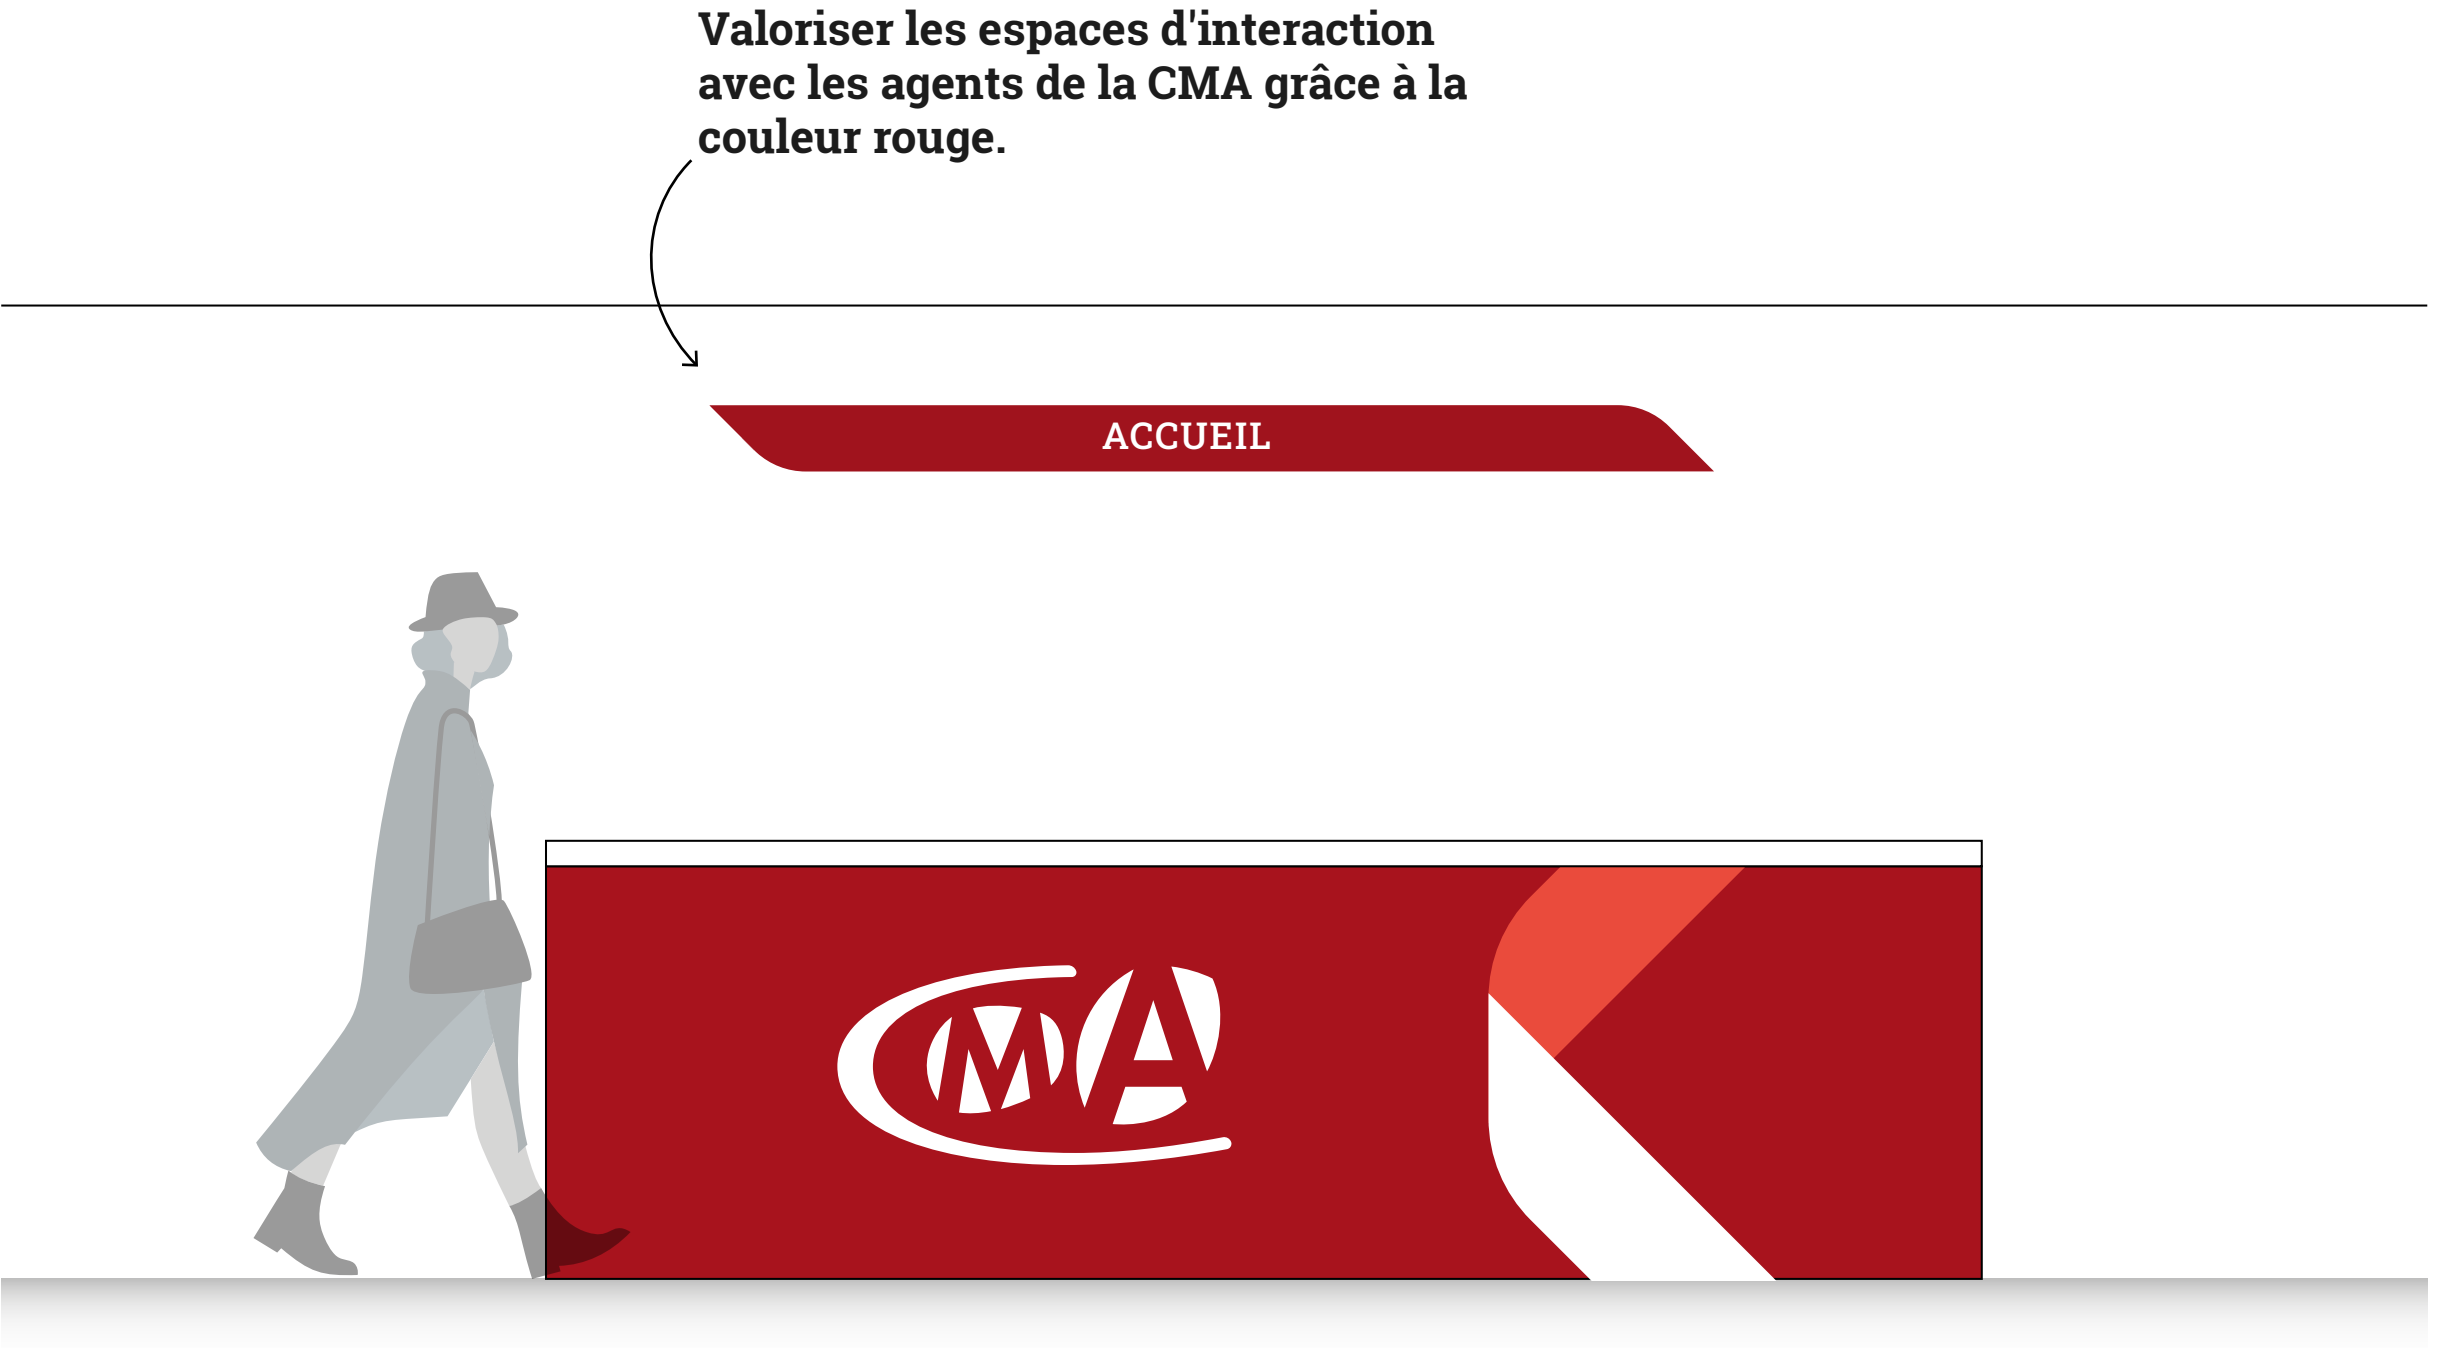 Valoriser les espaces d'interaction
avec les agents de la CMA grâce à la
couleur rouge.
ACCUEIL
CMA